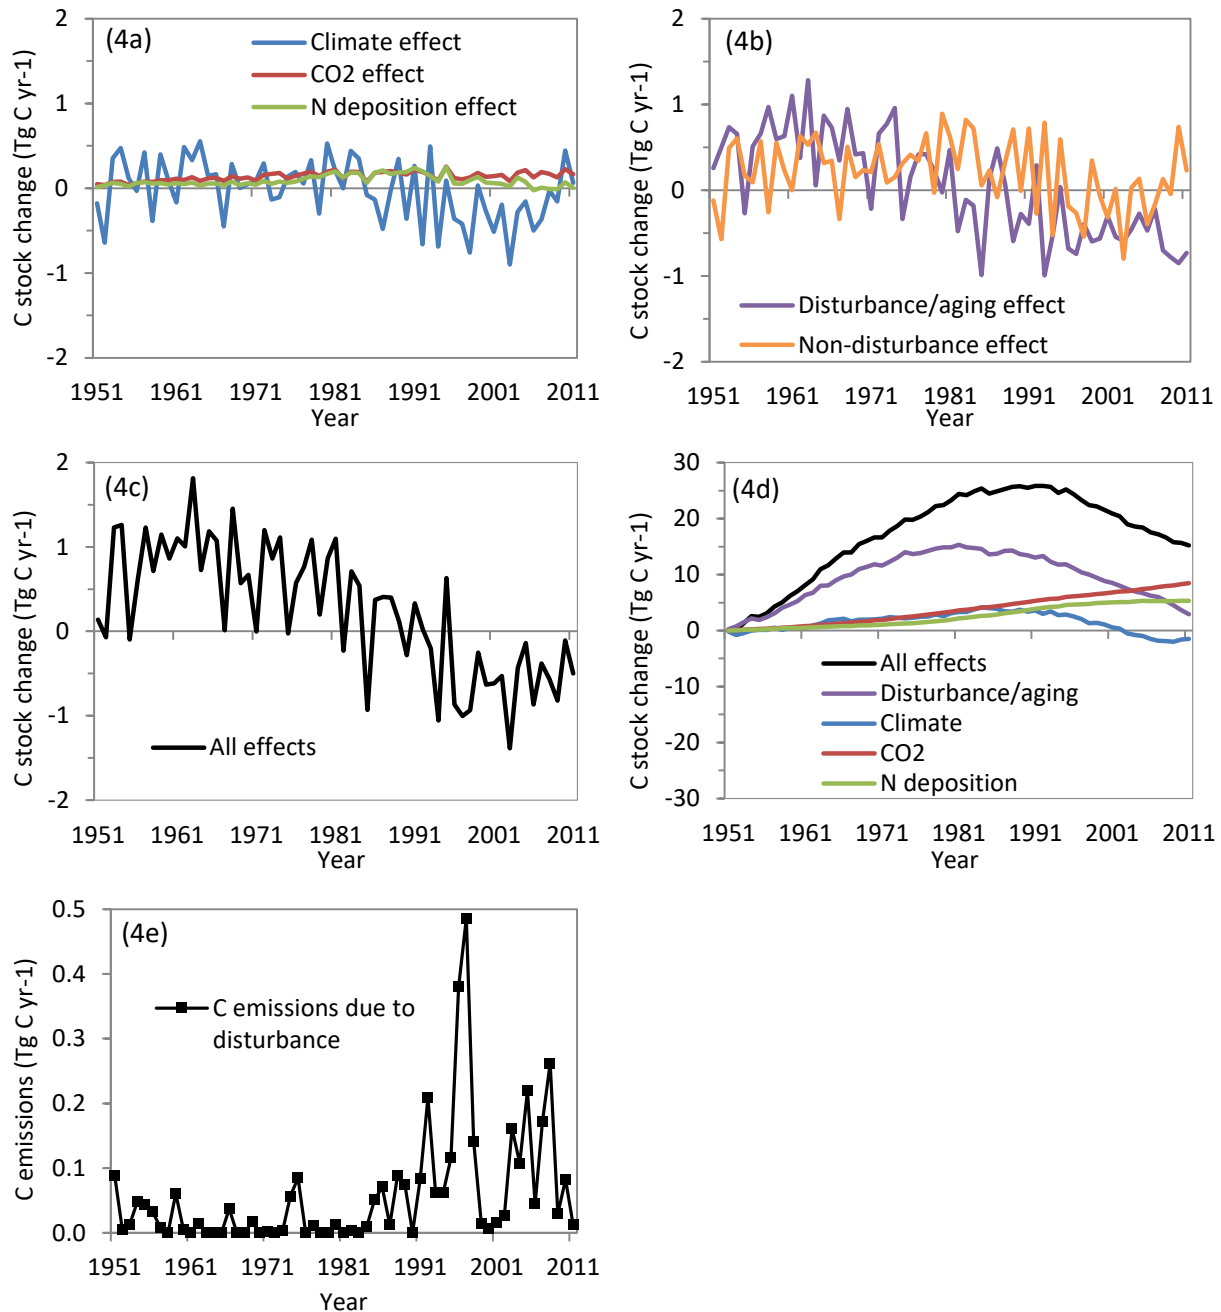 (4a)
Climate effect
CO2 effect
N deposition effect
C stock change (Tg C yr-1)
2
1
0
-1
-2
1951 1961 1971 1981 1991 2001 2011
Year
(4b)
Disturbance/aging effect
Non-disturbance effect
C stock change (Tg C yr-1)
2
1
0
-1
-2
1951 1961 1971 1981 1991 2001 2011
Year
(4c)
All effects
C stock change (Tg C yr-1)
2
1
0
-1
-2
1951 1961 1971 1981 1991 2001 2011
Year
(4d)
All effects
Disturbance/aging
Climate
CO2
N deposition
C stock change (Tg C yr-1)
30
20
10
0
-10
-20
-30
1951 1961 1971 1981 1991 2001 2011
Year
(4e)
C emissions due to
disturbance
C emissions (Tg C yr-1)
0.5
0.4
0.3
0.2
0.1
0.0
1951 1961 1971 1981 1991 2001 2011
Year